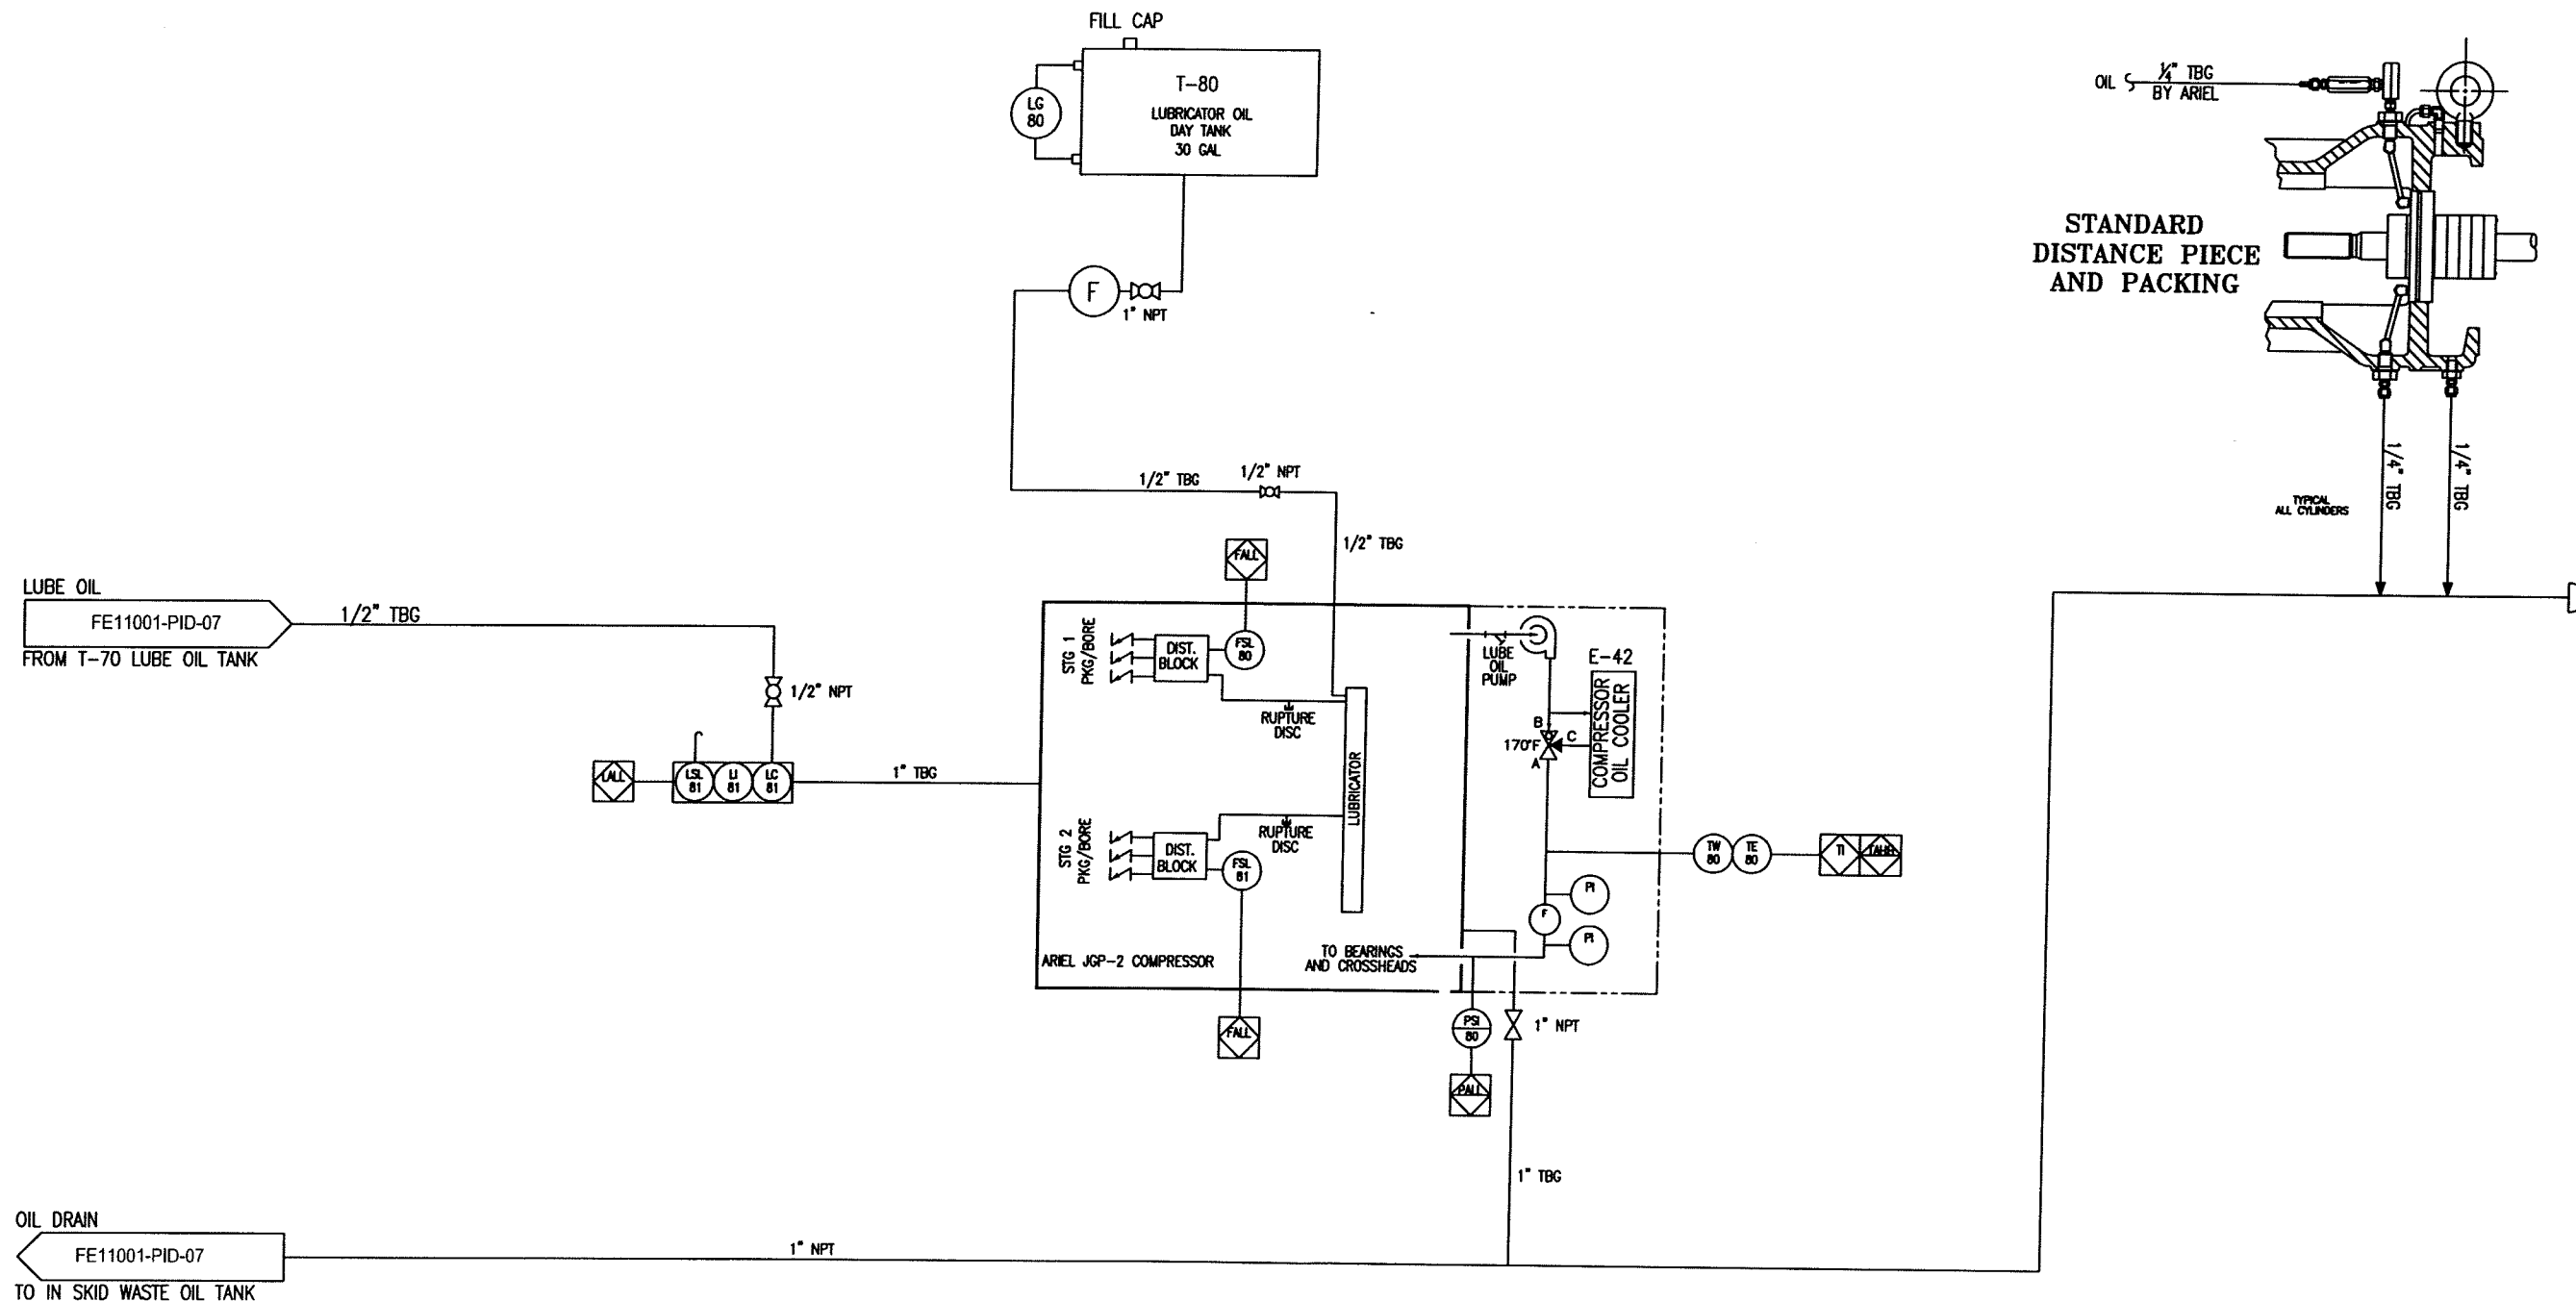 FILL CAP
T-80
LUBRICATOR OIL
DAY TANK
30 GAL
LG
80
F
1" NPT
1/2" TBG
1/2" NPT
1/2" TBG
OIL
1/4" TBG
BY ARIEL
STANDARD
DISTANCE PIECE
AND PACKING
1/4" TBG
1/4" TBG
TYPICAL
ALL CYLINDERS
LUBE OIL
FE11001-PID-07
FROM T-70 LUBE OIL TANK
1/2" TBG
1/2" NPT
LALL
LSL
81
LI
81
LC
81
1" TBG
FALL
STG 1
PKG/BORE
DIST.
BLOCK
FSL
80
RUPTURE
DISC
LUBRICATOR
STG 2
PKG/BORE
DIST.
BLOCK
RUPTURE
DISC
FSL
81
FALL
ARIEL JGP-2 COMPRESSOR
TO BEARINGS
AND CROSSHEADS
LUBE
OIL
PUMP
E-42
COMPRESSOR
OIL COOLER
B
C
170°F
A
TW
80
TE
80
TI
TAHH
PI
F
PI
PSI
80
PALL
1" NPT
1" TBG
OIL DRAIN
FE11001-PID-07
TO IN SKID WASTE OIL TANK
1" NPT